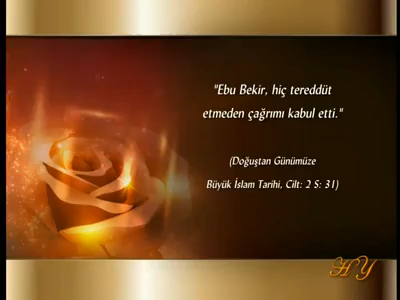 "Ebu Bekir, hiç tereddüt
etmeden çağrımı kabul etti."
(Doğuştan Günümüze
Büyük İslam Tarihi, Cilt: 2 S: 31)
HY